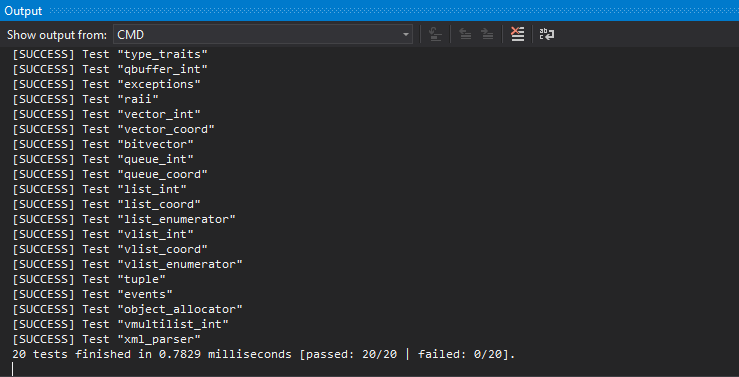 Output
Show output from: CMD
[SUCCESS] Test "type_traits"
[SUCCESS] Test "qbuffer_int"
[SUCCESS] Test "exceptions"
[SUCCESS] Test "raii"
[SUCCESS] Test "vector_int"
[SUCCESS] Test "vector_coord"
[SUCCESS] Test "bitvector"
[SUCCESS] Test "queue_int"
[SUCCESS] Test "queue_coord"
[SUCCESS] Test "list_int"
[SUCCESS] Test "list_coord"
[SUCCESS] Test "list_enumerator"
[SUCCESS] Test "vlist_int"
[SUCCESS] Test "vlist_coord"
[SUCCESS] Test "vlist_enumerator"
[SUCCESS] Test "tuple"
[SUCCESS] Test "events"
[SUCCESS] Test "object_allocator"
[SUCCESS] Test "vmultilist_int"
[SUCCESS] Test "xml_parser"
20 tests finished in 0.7829 milliseconds [passed: 20/20 | failed: 0/20].